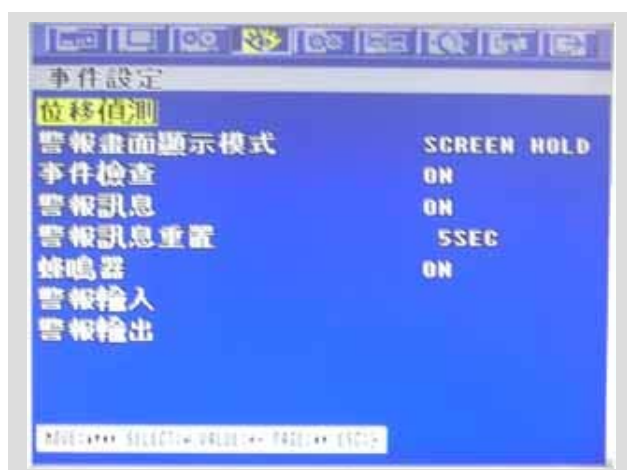 事件設定
位移偵測
警報畫面顯示模式 SCREEN HOLD
事件檢查 ON
警報訊息 ON
警報訊息重置 5SEC
蜂鳴器 ON
警報輸入
警報輸出